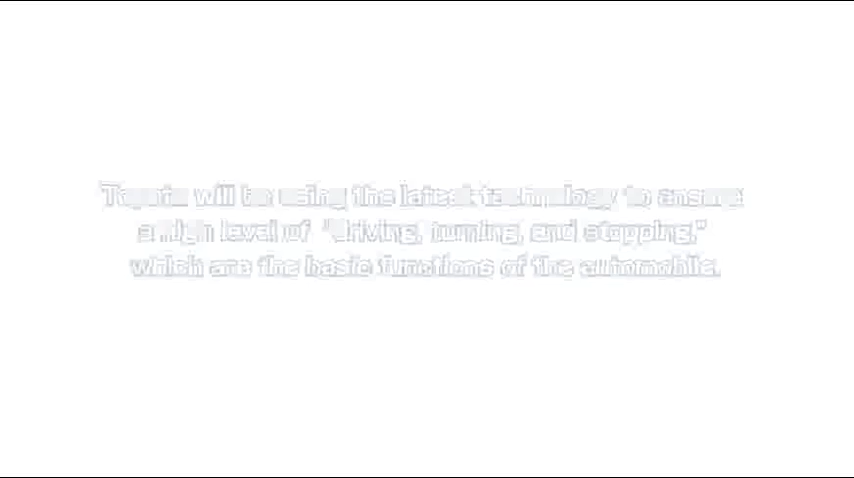 Toyota will be using the latest technology to ensure
a high level of "driving, turning, and stopping,"
which are the basic functions of the automobile.